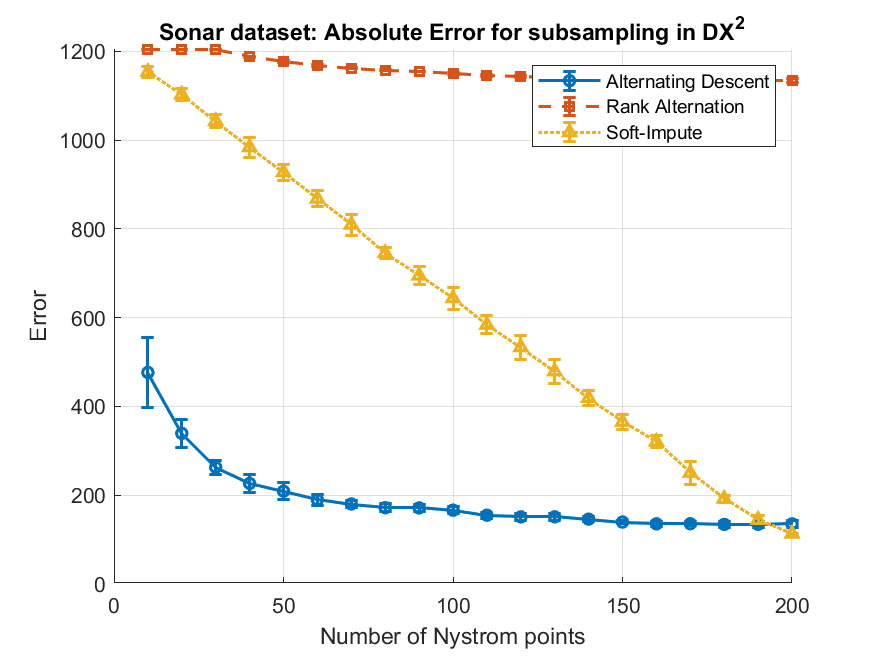 Sonar dataset: Absolute Error for subsampling in DX²
1200
1000
800
600
400
200
0
Error
Alternating Descent
Rank Alternation
Soft-Impute
0 50 100 150 200
Number of Nystrom points